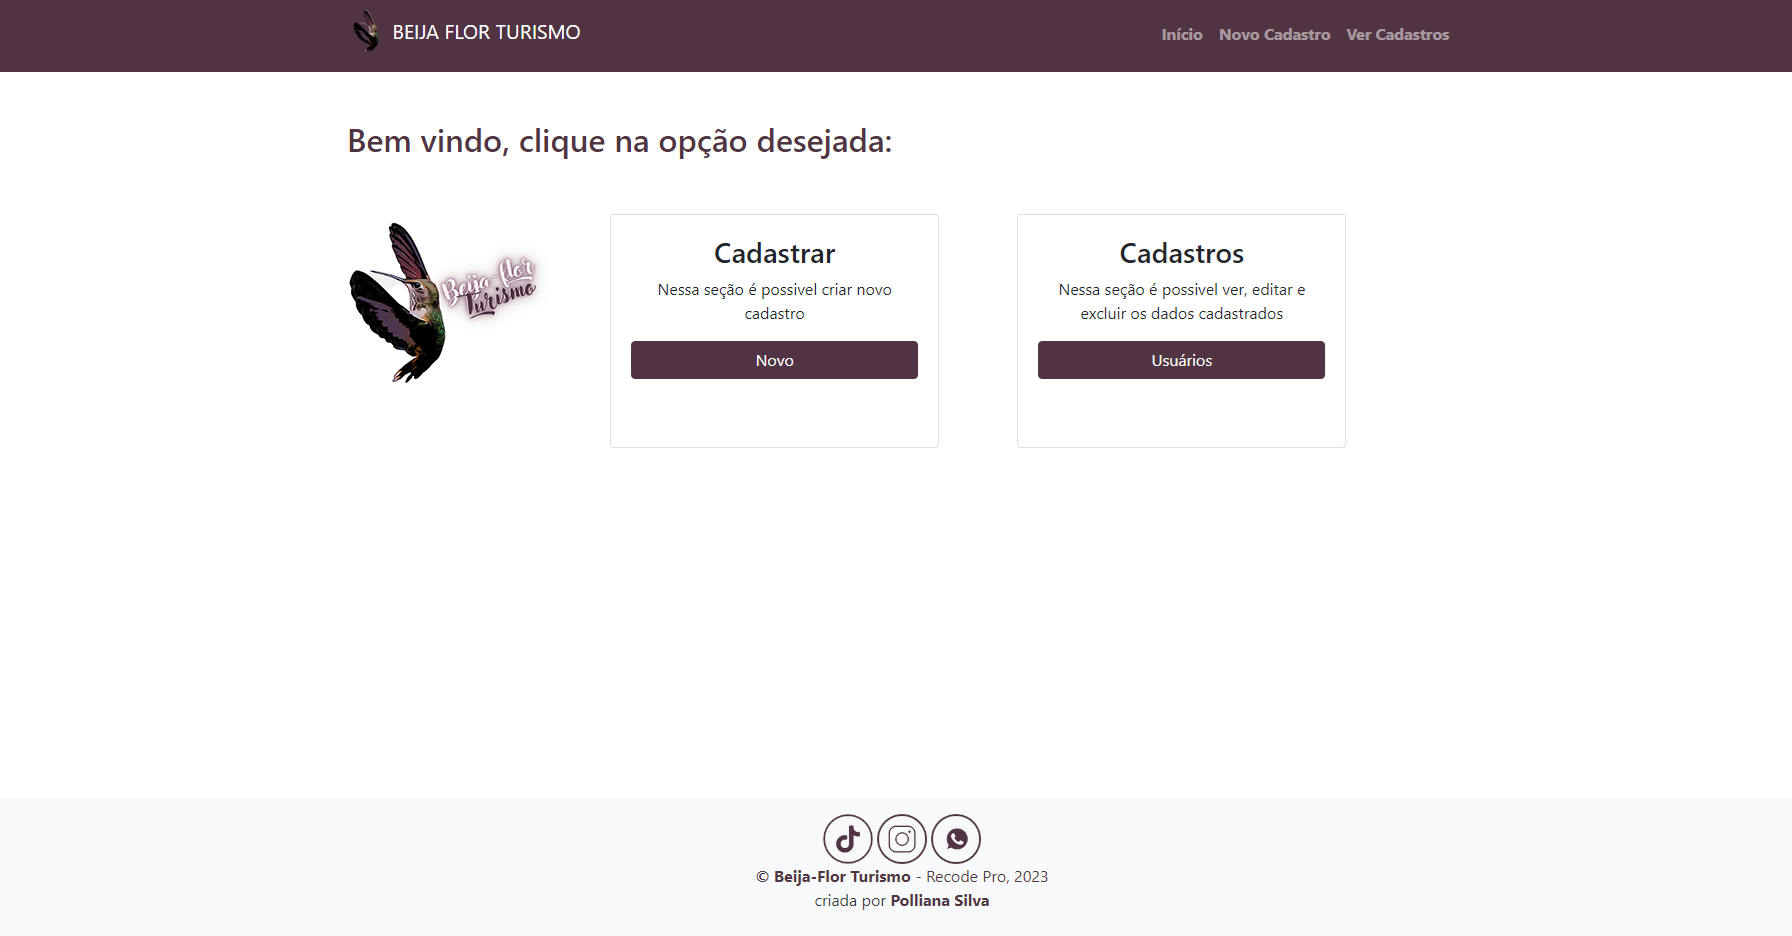 BEIJA FLOR TURISMO
Início Novo Cadastro Ver Cadastros
Bem vindo, clique na opção desejada:
Beija-flor
Turismo
Cadastrar
Nessa seção é possivel criar novo
cadastro
Novo
Cadastros
Nessa seção é possivel ver, editar e
excluir os dados cadastrados
Usuários
© Beija-Flor Turismo - Recode Pro, 2023
criada por Polliana Silva